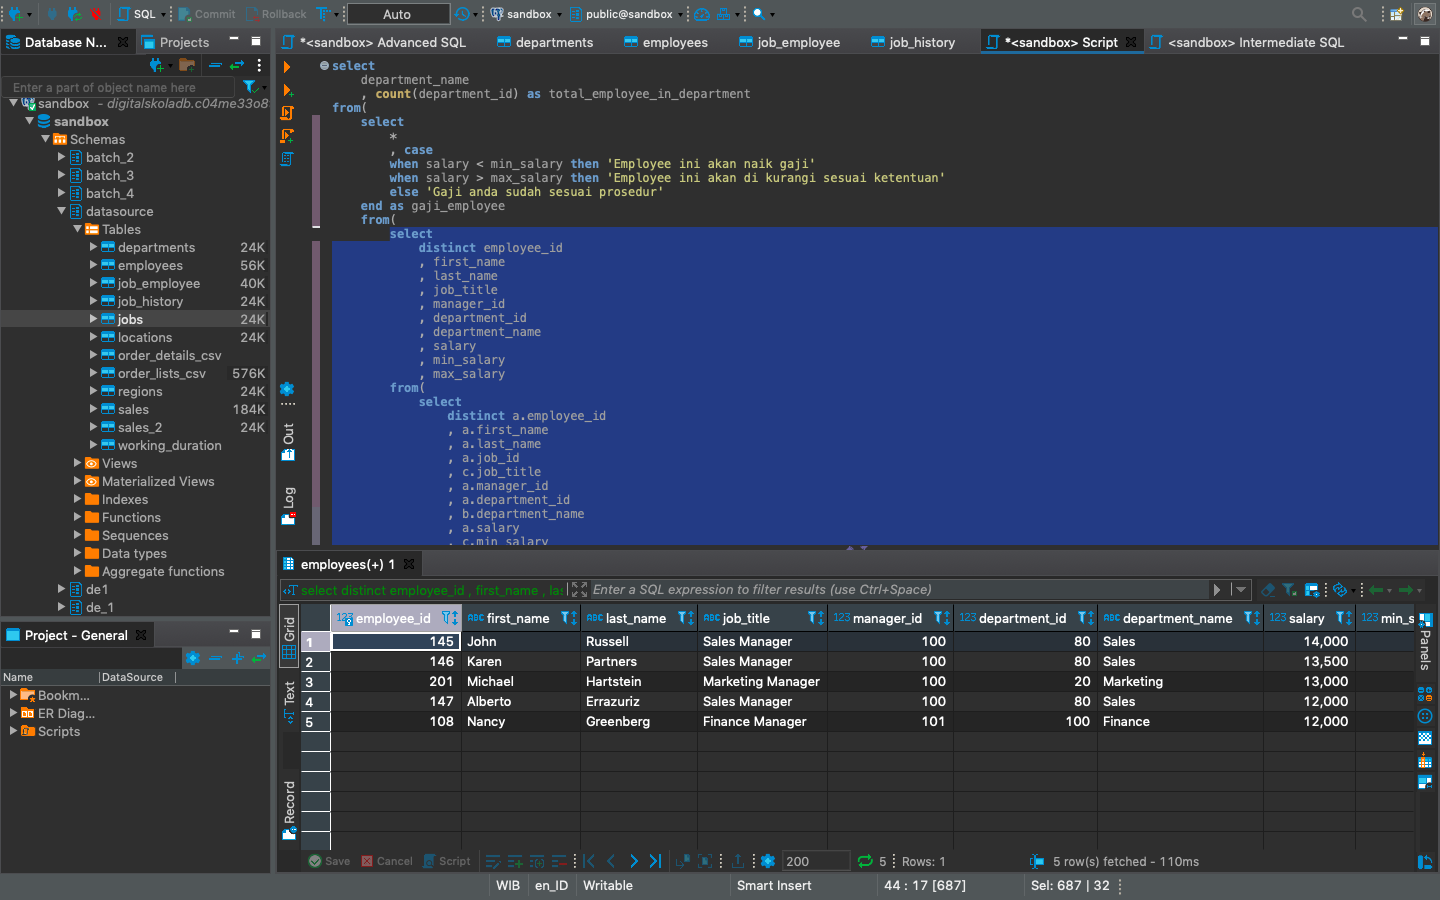 SQL
Commit
Rollback
T
Auto
sandbox
public@sandbox
Database N...
Projects
*<sandbox> Advanced SQL
departments
employees
job_employee
job_history
*<sandbox> Script
<sandbox> Intermediate SQL
Enter a part of object name here
sandbox - digitalskoladb.c04me33o8
sandbox
Schemas
batch_2
batch_3
batch_4
datasource
Tables
departments 24K
employees 56K
job_employee 40K
job_history 24K
jobs 24K
locations 24K
order_details_csv
order_lists_csv 576K
regions 24K
sales 184K
sales_2 24K
working_duration
Views
Materialized Views
Indexes
Functions
Sequences
Data types
Aggregate functions
de1
de_1
select
department_name
, count(department_id) as total_employee_in_department
from(
select
*
, case
when salary < min_salary then 'Employee ini akan naik gaji'
when salary > max_salary then 'Employee ini akan di kurangi sesuai ketentuan'
else 'Gaji anda sudah sesuai prosedur'
end as gaji_employee
from(
select
distinct employee_id
, first_name
, last_name
, job_title
, manager_id
, department_id
, department_name
, salary
, min_salary
, max_salary
from(
select
distinct a.employee_id
, a.first_name
, a.last_name
, a.job_id
, c.job_title
, a.manager_id
, a.department_id
, b.department_name
, a.salary
, c.min_salary
Out
Log
Project - General
Name DataSource
Bookm...
ER Diag...
Scripts
employees(+) 1
select distinct employee_id , first_name , las
Enter a SQL expression to filter results (use Ctrl+Space)
Grid
Text
Record
Panels
123 employee_id ABC first_name ABC last_name ABC job_title 123 manager_id 123 department_id ABC department_name 123 salary 123 min_s
1 145 John Russell Sales Manager 100 80 Sales 14,000
2 146 Karen Partners Sales Manager 100 80 Sales 13,500
3 201 Michael Hartstein Marketing Manager 100 20 Marketing 13,000
4 147 Alberto Errazuriz Sales Manager 100 80 Sales 12,000
5 108 Nancy Greenberg Finance Manager 101 100 Finance 12,000
Save
Cancel
Script
200
5
Rows: 1
5 row(s) fetched - 110ms
WIB
en_ID
Writable
Smart Insert
44 : 17 [687]
Sel: 687 | 32